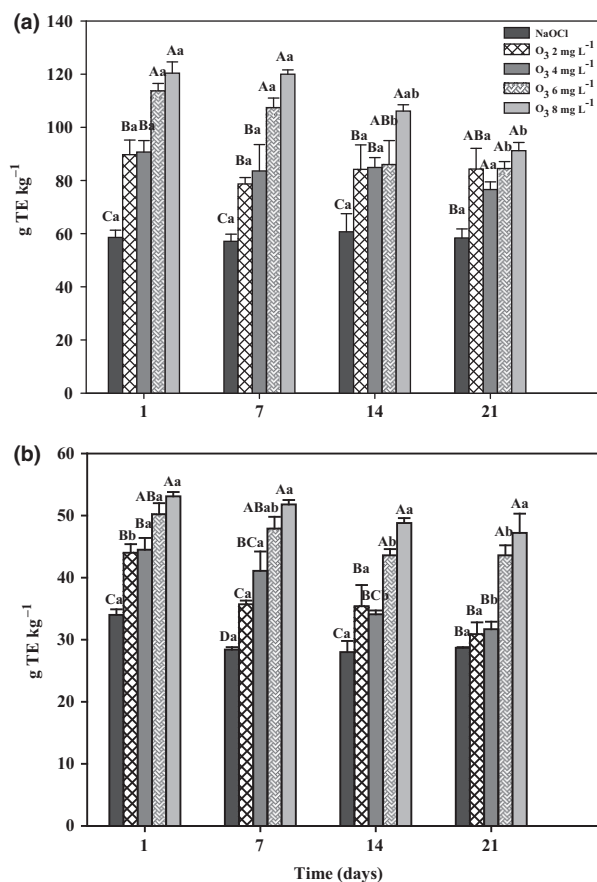 (a)
140
120
100
80
60
40
20
0
g TE kg⁻¹
NaOCl
O₃ 2 mg L⁻¹
O₃ 4 mg L⁻¹
O₃ 6 mg L⁻¹
O₃ 8 mg L⁻¹
Ca Ba Ba Aa Aa
Ca Ba Ba Aa Aa
Ca Ba Ba ABb Aab
Ba ABa Aa Ab Ab
1 7 14 21
(b)
60
50
40
30
20
10
0
g TE kg⁻¹
Ca Bb Ba ABa Aa
Da Ca BCa ABab Aa
Ca Ba BCb Ab Aa
Ba Ba Bb Ab Aa
1 7 14 21
Time (days)